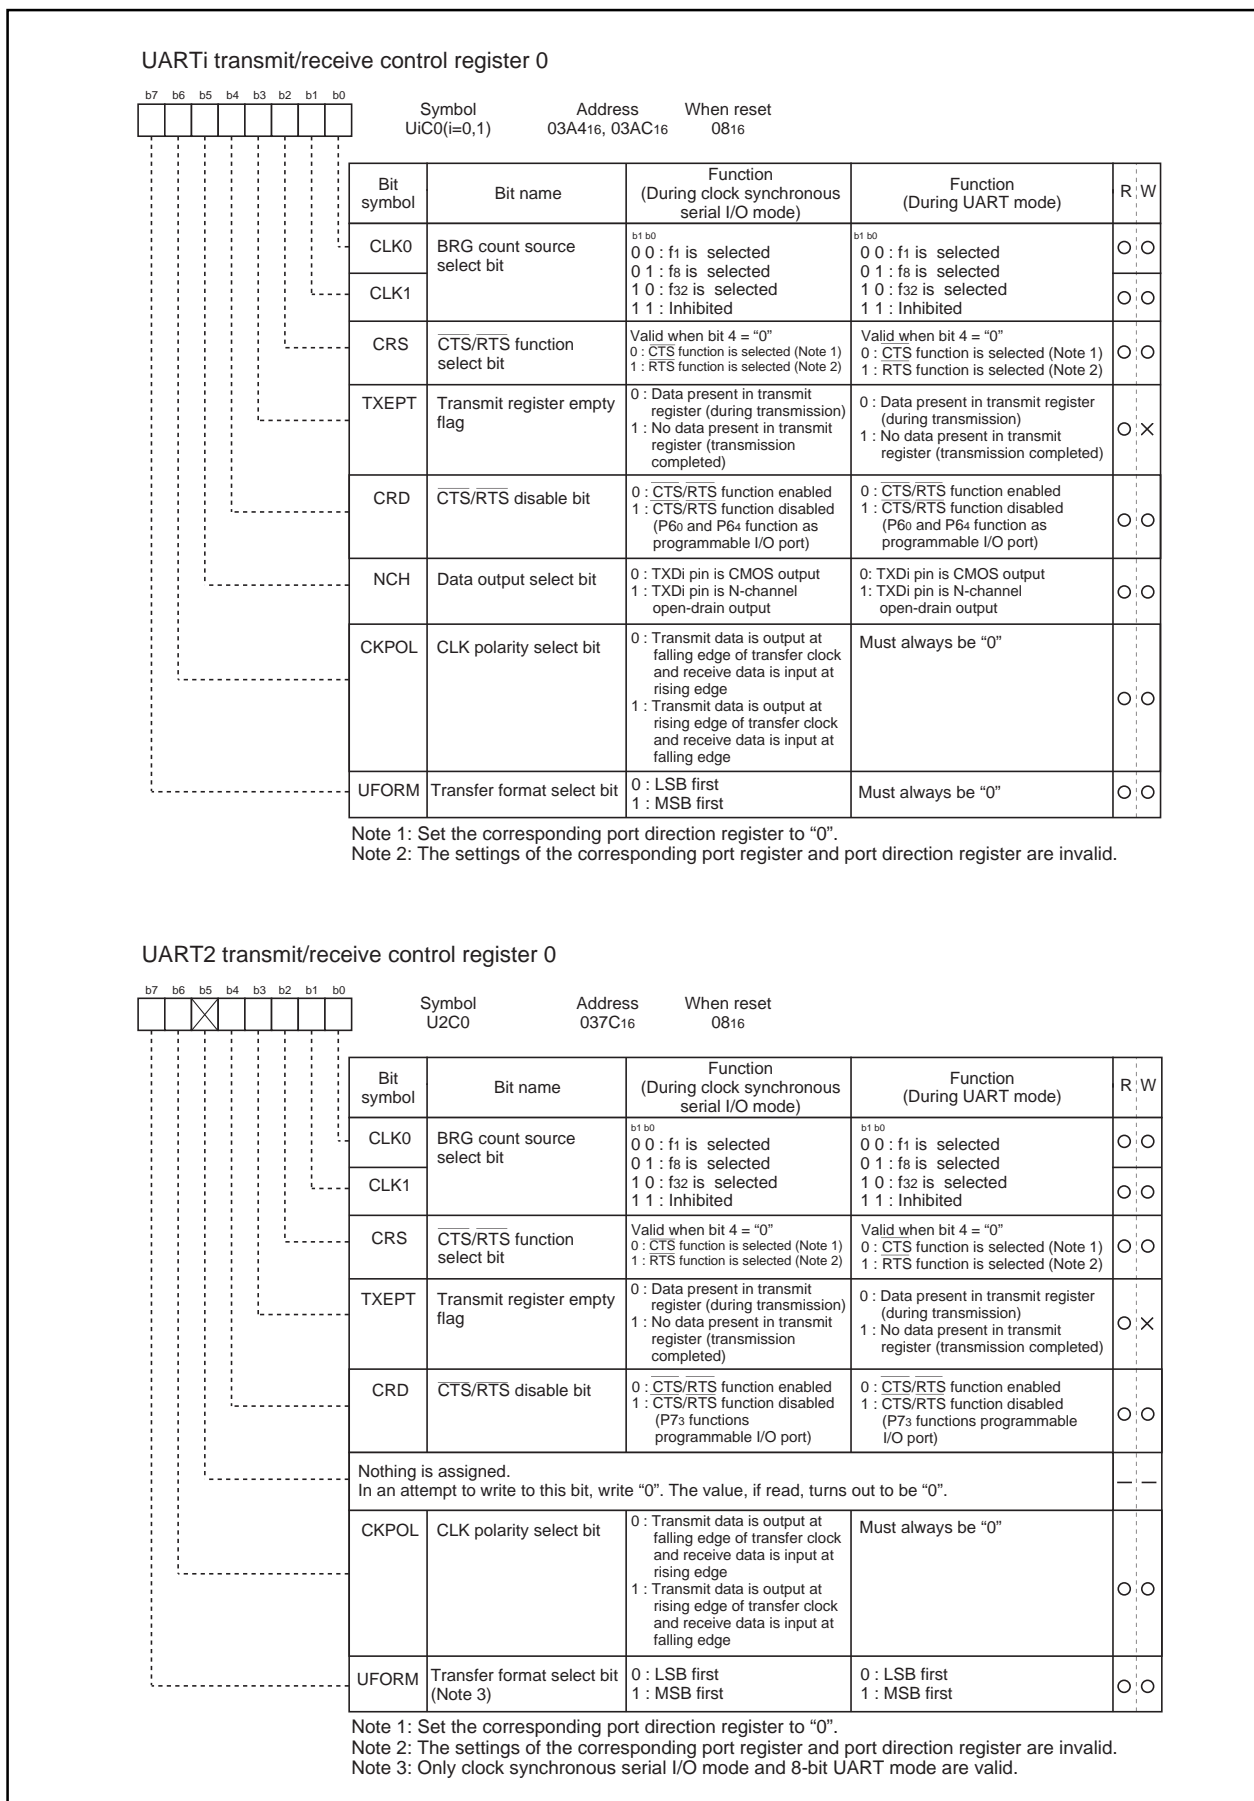 UARTi transmit/receive control register 0
b7 b6 b5 b4 b3 b2 b1 b0
Symbol Address When reset
UiC0(i=0,1) 03A416, 03AC16 0816
Bit symbol Bit name Function (During clock synchronous serial I/O mode) Function (During UART mode) R W
CLK0 BRG count source select bit
CLK1
b1 b0
0 0 : f1 is selected
0 1 : f8 is selected
1 0 : f32 is selected
1 1 : Inhibited
b1 b0
0 0 : f1 is selected
0 1 : f8 is selected
1 0 : f32 is selected
1 1 : Inhibited
CRS CTS/RTS function select bit
Valid when bit 4 = “0”
0 : CTS function is selected (Note 1)
1 : RTS function is selected (Note 2)
Valid when bit 4 = “0”
0 : CTS function is selected (Note 1)
1 : RTS function is selected (Note 2)
TXEPT Transmit register empty flag
0 : Data present in transmit
register (during transmission)
1 : No data present in transmit
register (transmission
completed)
0 : Data present in transmit register
(during transmission)
1 : No data present in transmit
register (transmission completed)
CRD CTS/RTS disable bit
0 : CTS/RTS function enabled
1 : CTS/RTS function disabled
(P60 and P64 function as
programmable I/O port)
0 : CTS/RTS function enabled
1 : CTS/RTS function disabled
(P60 and P64 function as
programmable I/O port)
NCH Data output select bit
0 : TXDi pin is CMOS output
1 : TXDi pin is N-channel
open-drain output
0: TXDi pin is CMOS output
1: TXDi pin is N-channel
open-drain output
CKPOL CLK polarity select bit
0 : Transmit data is output at
falling edge of transfer clock
and receive data is input at
rising edge
1 : Transmit data is output at
rising edge of transfer clock
and receive data is input at
falling edge
Must always be “0”
UFORM Transfer format select bit
0 : LSB first
1 : MSB first
Must always be “0”
Note 1: Set the corresponding port direction register to “0”.
Note 2: The settings of the corresponding port register and port direction register are invalid.
UART2 transmit/receive control register 0
b7 b6 b5 b4 b3 b2 b1 b0
Symbol Address When reset
U2C0 037C16 0816
Bit symbol Bit name Function (During clock synchronous serial I/O mode) Function (During UART mode) R W
CLK0 BRG count source select bit
CLK1
b1 b0
0 0 : f1 is selected
0 1 : f8 is selected
1 0 : f32 is selected
1 1 : Inhibited
b1 b0
0 0 : f1 is selected
0 1 : f8 is selected
1 0 : f32 is selected
1 1 : Inhibited
CRS CTS/RTS function select bit
Valid when bit 4 = “0”
0 : CTS function is selected (Note 1)
1 : RTS function is selected (Note 2)
Valid when bit 4 = “0”
0 : CTS function is selected (Note 1)
1 : RTS function is selected (Note 2)
TXEPT Transmit register empty flag
0 : Data present in transmit
register (during transmission)
1 : No data present in transmit
register (transmission
completed)
0 : Data present in transmit register
(during transmission)
1 : No data present in transmit
register (transmission completed)
CRD CTS/RTS disable bit
0 : CTS/RTS function enabled
1 : CTS/RTS function disabled
(P73 functions
programmable I/O port)
0 : CTS/RTS function enabled
1 : CTS/RTS function disabled
(P73 functions programmable
I/O port)
Nothing is assigned.
In an attempt to write to this bit, write “0”. The value, if read, turns out to be “0”.
CKPOL CLK polarity select bit
0 : Transmit data is output at
falling edge of transfer clock
and receive data is input at
rising edge
1 : Transmit data is output at
rising edge of transfer clock
and receive data is input at
falling edge
Must always be “0”
UFORM Transfer format select bit (Note 3)
0 : LSB first
1 : MSB first
0 : LSB first
1 : MSB first
Note 1: Set the corresponding port direction register to “0”.
Note 2: The settings of the corresponding port register and port direction register are invalid.
Note 3: Only clock synchronous serial I/O mode and 8-bit UART mode are valid.